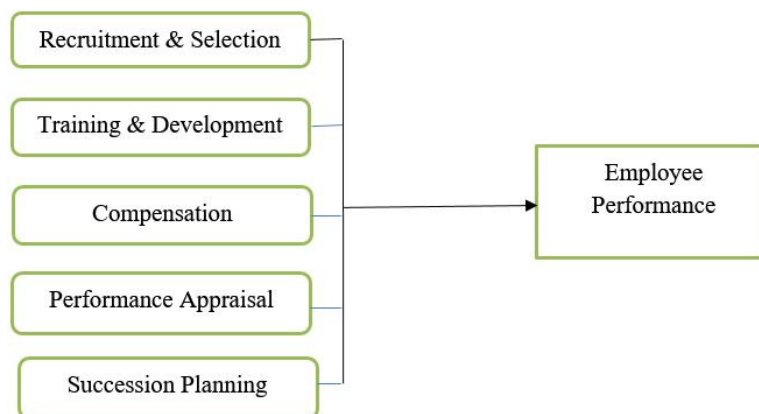 Recruitment & Selection
Training & Development
Compensation
Performance Appraisal
Succession Planning
Employee
Performance